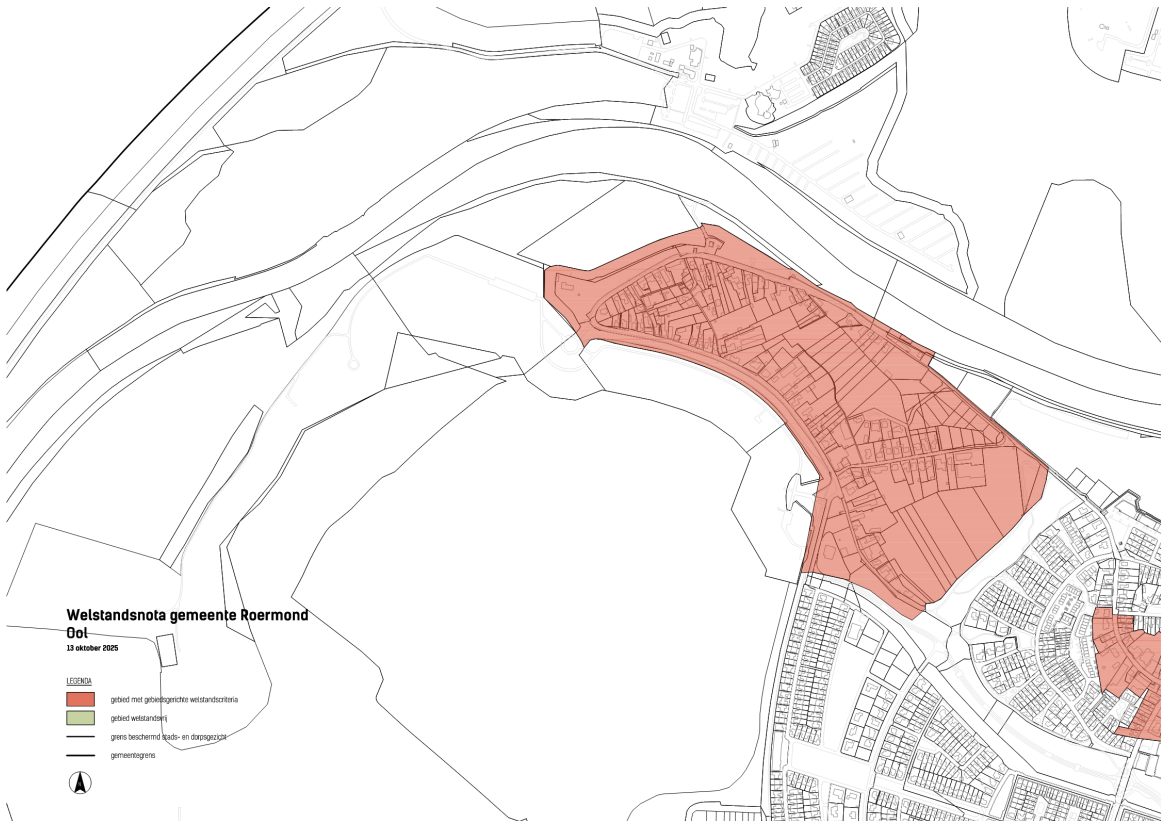 Welstandsnota gemeente Roermond
Ool
13 oktober 2025
LEGENDA
gebied met gebiedsgerichte welstandscriteria
gebied welstandsvrij
grens beschermd stads- en dorpsgezicht
gemeentegrens